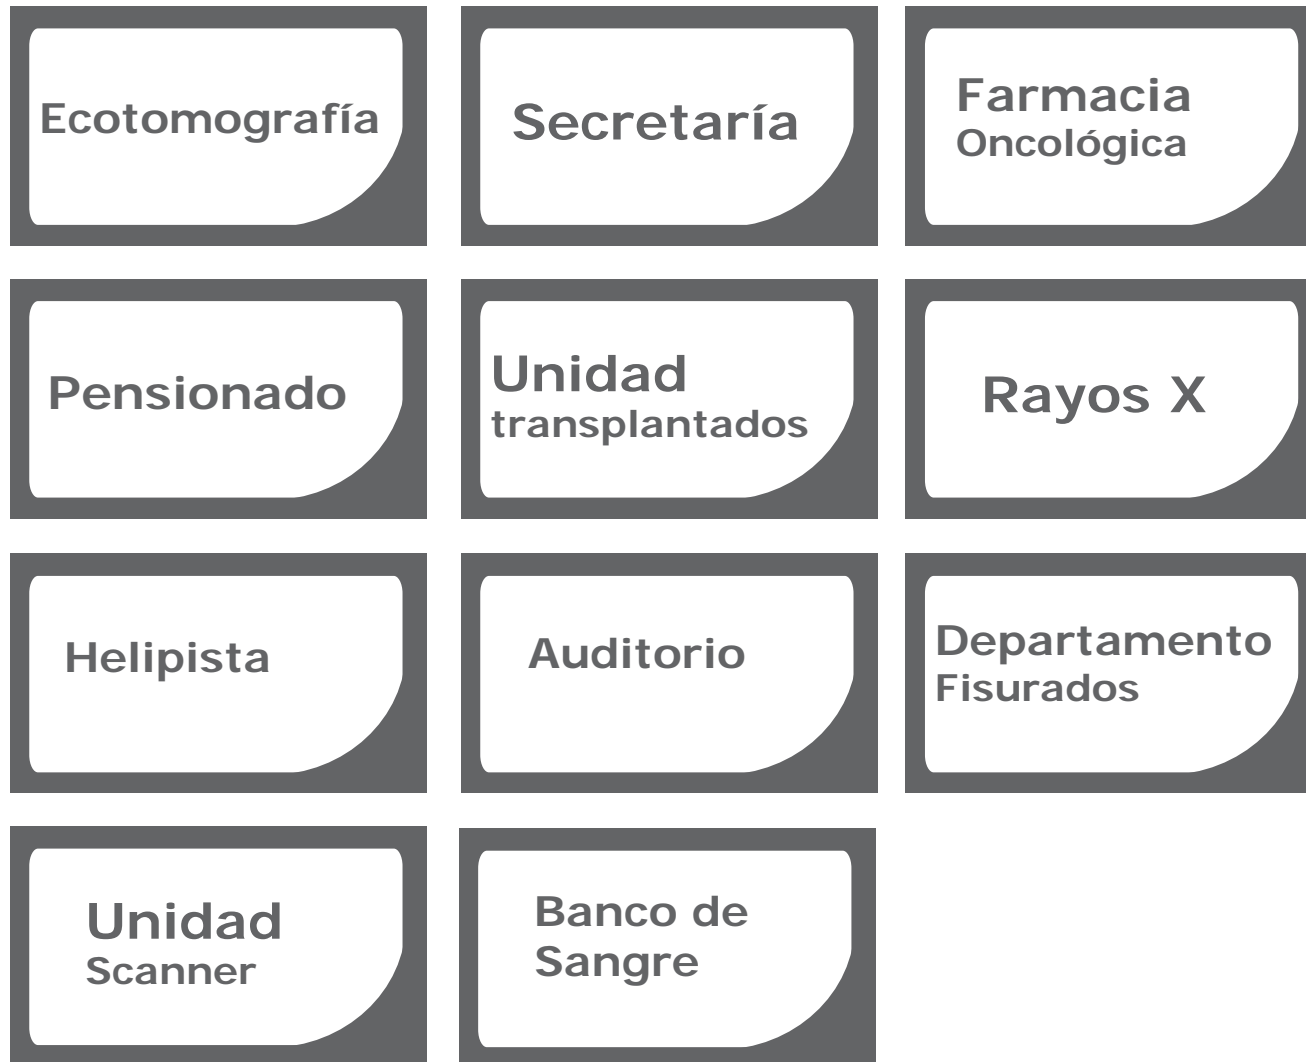 Ecotomografía
Secretaría
Farmacia
Oncológica
Pensionado
Unidad
transplantados
Rayos X
Helipista
Auditorio
Departamento
Fisurados
Unidad
Scanner
Banco de
Sangre